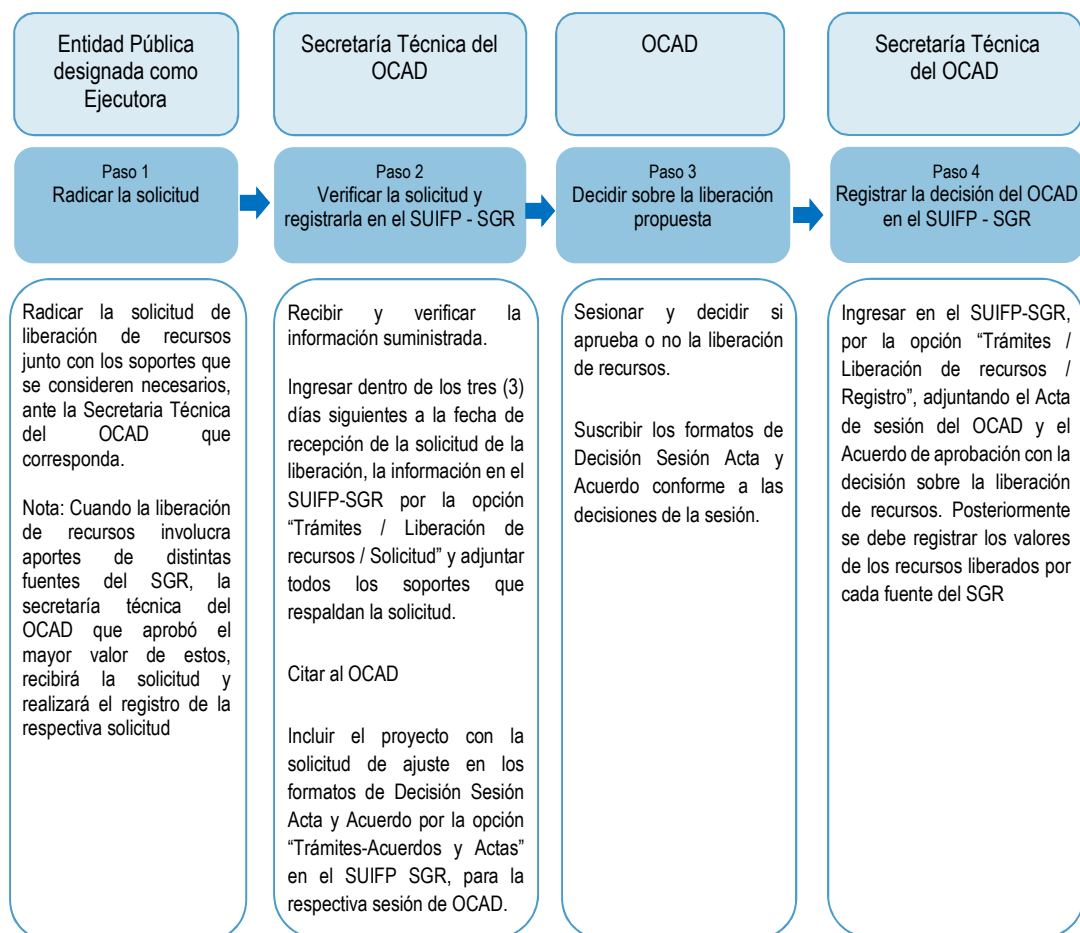 Entidad Pública
designada como
Ejecutora
Secretaría Técnica del
OCAD
OCAD
Secretaría Técnica
del OCAD
Paso 1
Radicar la solicitud
Paso 2
Verificar la solicitud y
registrarla en el SUIFP - SGR
Paso 3
Decidir sobre la liberación
propuesta
Paso 4
Registrar la decisión del OCAD
en el SUIFP - SGR
Radicar la solicitud de
liberación de recursos
junto con los soportes que
se consideren necesarios,
ante la Secretaria Técnica
del OCAD que
corresponda.
Nota: Cuando la liberación
de recursos involucra
aportes de distintas
fuentes del SGR, la
secretaría técnica del
OCAD que aprobó el
mayor valor de estos,
recibirá la solicitud y
realizará el registro de la
respectiva solicitud
Recibir y verificar la
información suministrada.
Ingresar dentro de los tres (3)
días siguientes a la fecha de
recepción de la solicitud de la
liberación, la información en el
SUIFP-SGR por la opción
“Trámites / Liberación de
recursos / Solicitud” y adjuntar
todos los soportes que
respaldan la solicitud.
Citar al OCAD
Incluir el proyecto con la
solicitud de ajuste en los
formatos de Decisión Sesión
Acta y Acuerdo por la opción
“Trámites-Acuerdos y Actas”
en el SUIFP SGR, para la
respectiva sesión de OCAD.
Sesionar y decidir si
aprueba o no la liberación
de recursos.
Suscribir los formatos de
Decisión Sesión Acta y
Acuerdo conforme a las
decisiones de la sesión.
Ingresar en el SUIFP-SGR,
por la opción “Trámites /
Liberación de recursos /
Registro”, adjuntando el Acta
de sesión del OCAD y el
Acuerdo de aprobación con la
decisión sobre la liberación
de recursos. Posteriormente
se debe registrar los valores
de los recursos liberados por
cada fuente del SGR